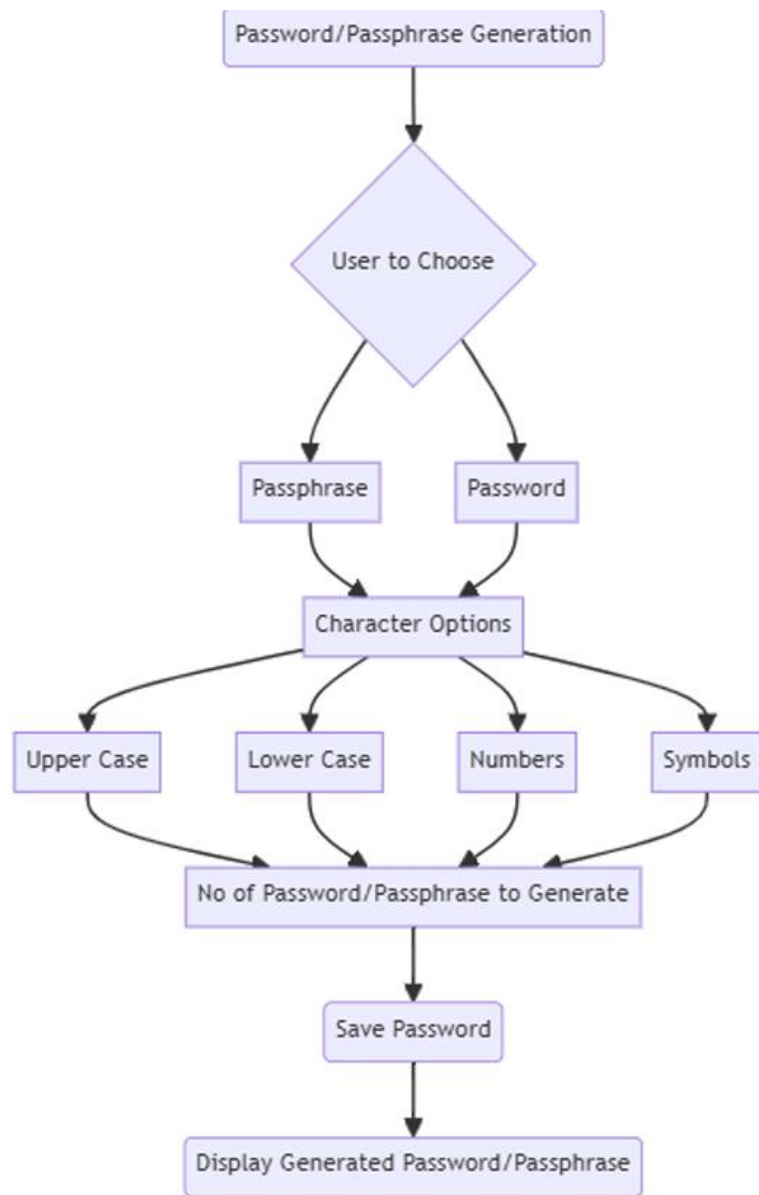 Password/Passphrase Generation
User to Choose
Passphrase
Password
Character Options
Upper Case
Lower Case
Numbers
Symbols
No of Password/Passphrase to Generate
Save Password
Display Generated Password/Passphrase